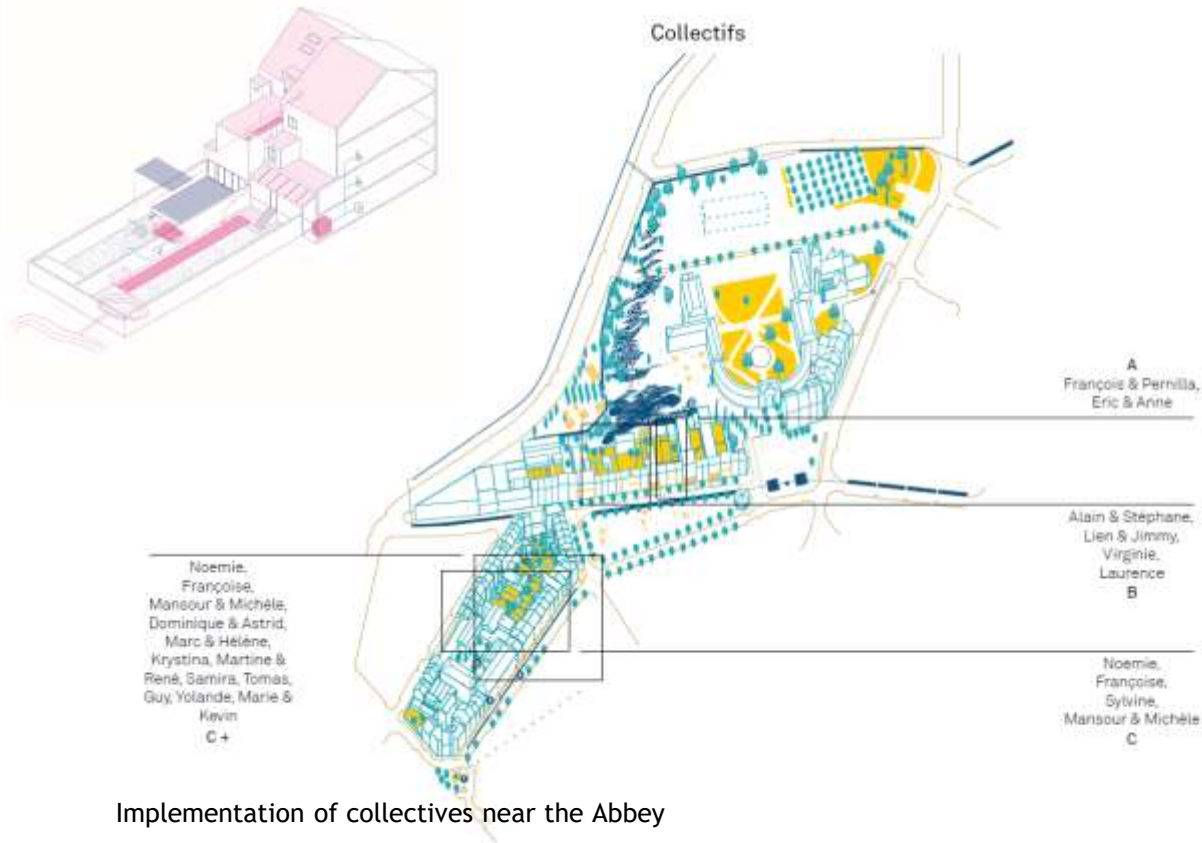 Collectifs
A
François & Pernilla,
Eric & Anne
Alain & Stéphane,
Lien & Jimmy,
Virginie,
Laurence
B
Noemie,
Françoise,
Mansour & Michèle,
Dominique & Astrid,
Marc & Hélène,
Krystina, Martine &
René, Samira, Tomas,
Guy, Yolande, Marie &
Kevin
C +
Noemie,
Françoise,
Sylvine,
Mansour & Michèle
C
Implementation of collectives near the Abbey